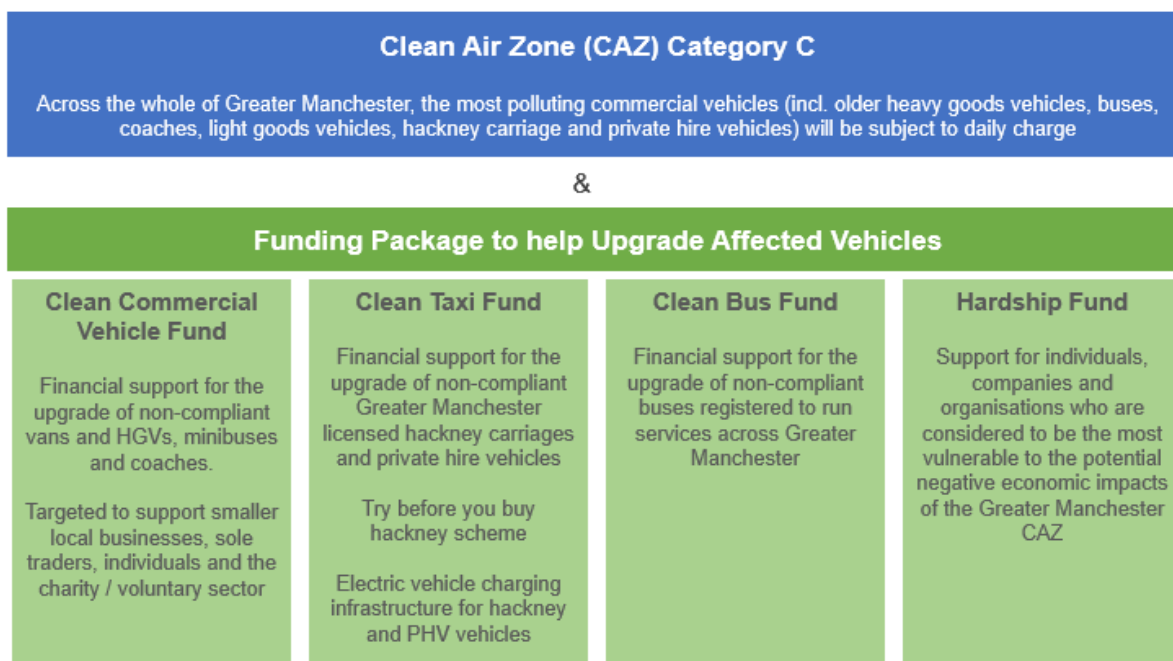 Clean Air Zone (CAZ) Category C
Across the whole of Greater Manchester, the most polluting commercial vehicles (incl. older heavy goods vehicles, buses,
coaches, light goods vehicles, hackney carriage and private hire vehicles) will be subject to daily charge
&
Funding Package to help Upgrade Affected Vehicles
Clean Commercial
Vehicle Fund
Financial support for the
upgrade of non-compliant
vans and HGVs, minibuses
and coaches.
Targeted to support smaller
local businesses, sole
traders, individuals and the
charity / voluntary sector
Clean Taxi Fund
Financial support for the
upgrade of non-compliant
Greater Manchester
licensed hackney carriages
and private hire vehicles
Try before you buy
hackney scheme
Electric vehicle charging
infrastructure for hackney
and PHV vehicles
Clean Bus Fund
Financial support for the
upgrade of non-compliant
buses registered to run
services across Greater
Manchester
Hardship Fund
Support for individuals,
companies and
organisations who are
considered to be the most
vulnerable to the potential
negative economic impacts
of the Greater Manchester
CAZ